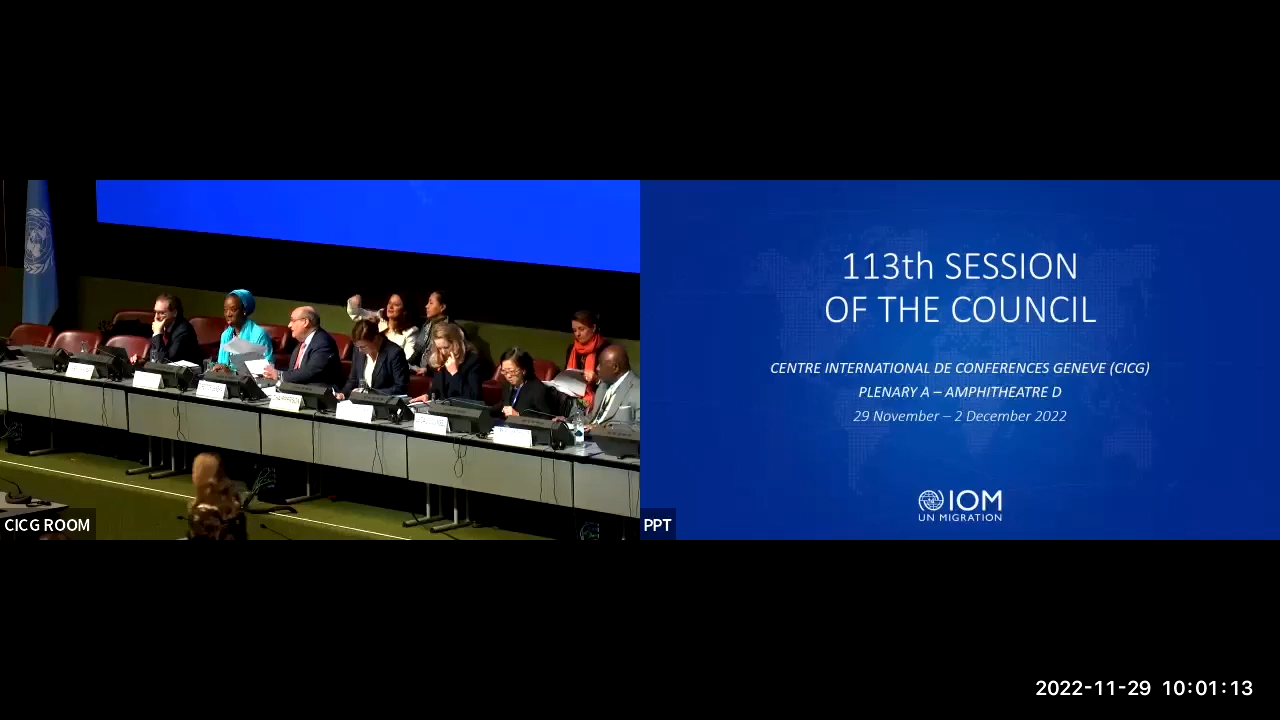 113th SESSION
OF THE COUNCIL
CENTRE INTERNATIONAL DE CONFERENCES GENEVE (CICG)
PLENARY A – AMPHITHEATRE D
29 November – 2 December 2022
IOM
UN MIGRATION
CICG ROOM
PPT
2022-11-29 10:01:13